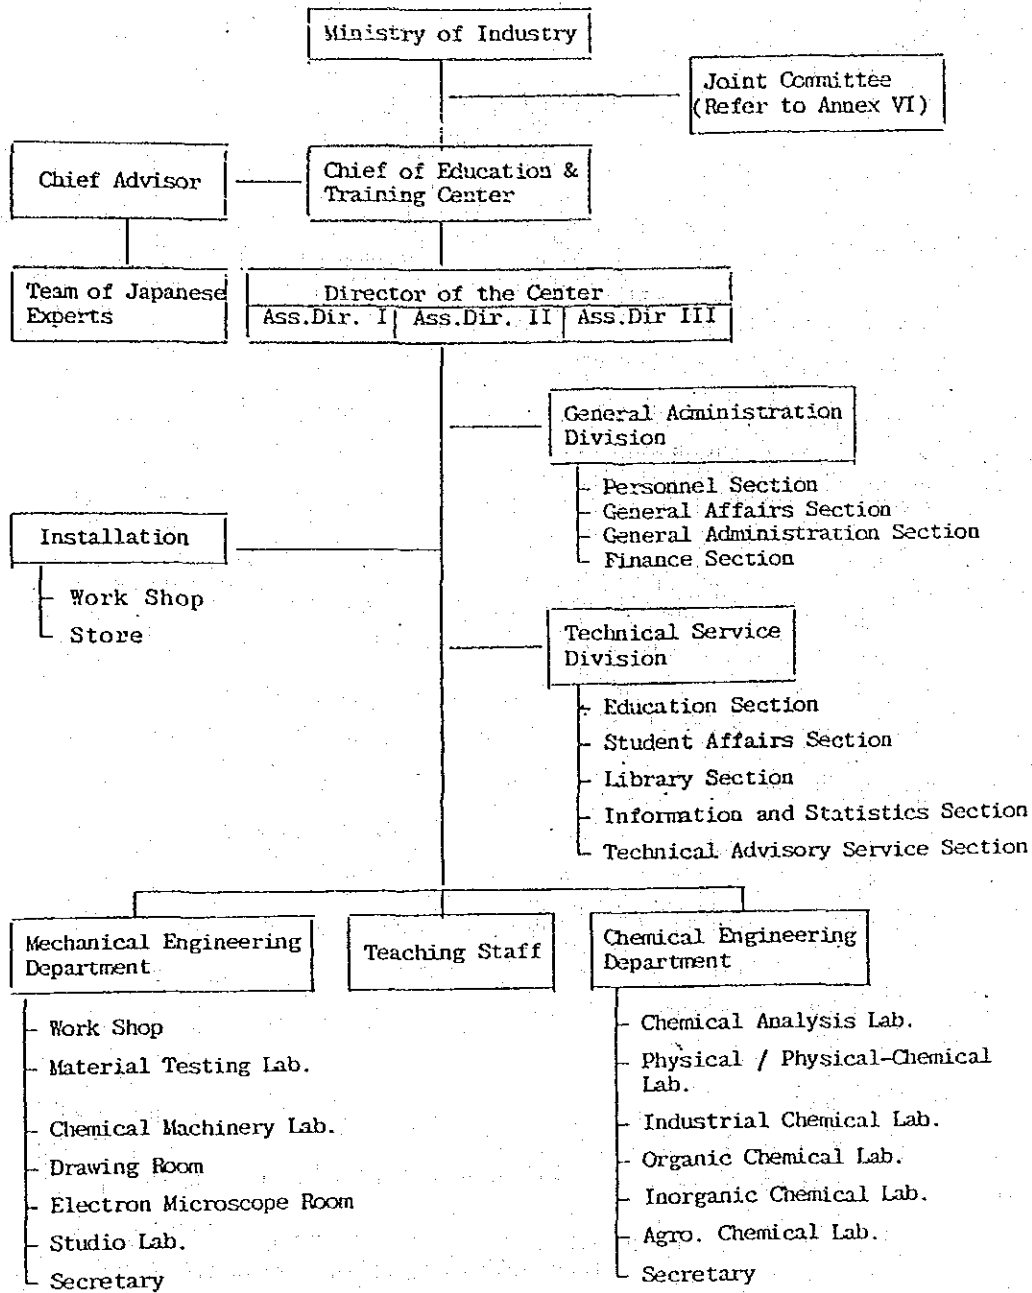 Ministry of Industry
Joint Committee
(Refer to Annex VI)
Chief Advisor
Chief of Education &
Training Center
Team of Japanese
Experts
Director of the Center
Ass.Dir. I
Ass.Dir. II
Ass.Dir III
General Administration
Division
Personnel Section
General Affairs Section
General Administration Section
Finance Section
Installation
Work Shop
Store
Technical Service
Division
Education Section
Student Affairs Section
Library Section
Information and Statistics Section
Technical Advisory Service Section
Mechanical Engineering
Department
Work Shop
Material Testing Lab.
Chemical Machinery Lab.
Drawing Room
Electron Microscope Room
Studio Lab.
Secretary
Teaching Staff
Chemical Engineering
Department
Chemical Analysis Lab.
Physical / Physical-Chemical
Lab.
Industrial Chemical Lab.
Organic Chemical Lab.
Inorganic Chemical Lab.
Agro. Chemical Lab.
Secretary